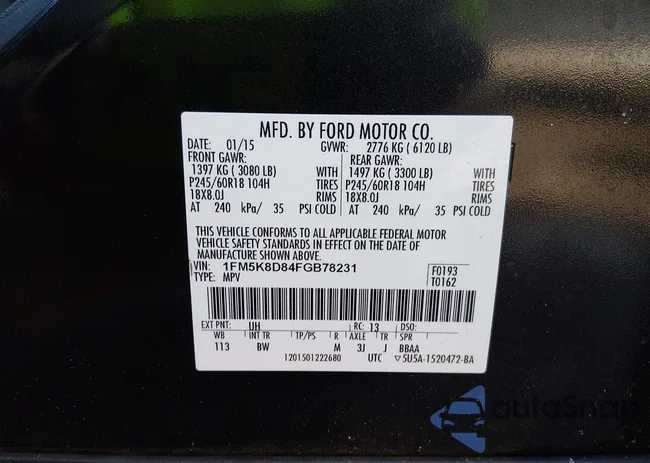 MFD. BY FORD MOTOR CO.
DATE: 01/15 GVWR: 2776 KG ( 6120 LB)
FRONT GAWR: REAR GAWR:
1397 KG ( 3080 LB) WITH 1497 KG ( 3300 LB) WITH
P245/60R18 104H TIRES P245/60R18 104H TIRES
18X8.0J RIMS 18X8.0J RIMS
AT 240 kPa/ 35 PSI COLD AT 240 kPa/ 35 PSI COLD
THIS VEHICLE CONFORMS TO ALL APPLICABLE FEDERAL MOTOR
VEHICLE SAFETY STANDARDS IN EFFECT ON THE DATE OF
MANUFACTURE SHOWN ABOVE.
VIN: 1FM5K8D84FGB78231 F0193
TYPE: MPV T0162
EXT PNT: UH RC: 13 DSO:
WB INT TR TP/PS R AXLE TR SPR
113 BW M 3J J BBAA
1201501222680 UTC ▽5U5A-1520472-BA
autoSnap